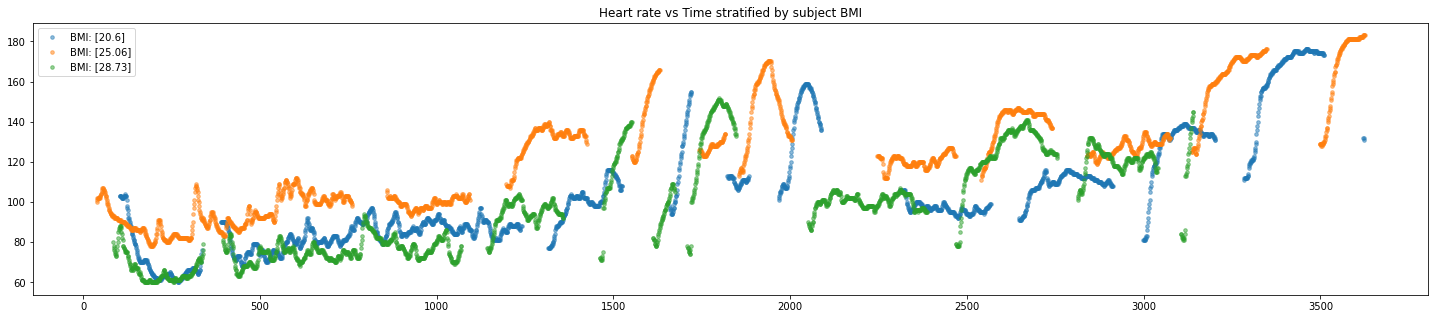 Heart rate vs Time stratified by subject BMI
BMI: [20.6]
BMI: [25.06]
BMI: [28.73]
180
160
140
120
100
80
60
0 500 1000 1500 2000 2500 3000 3500